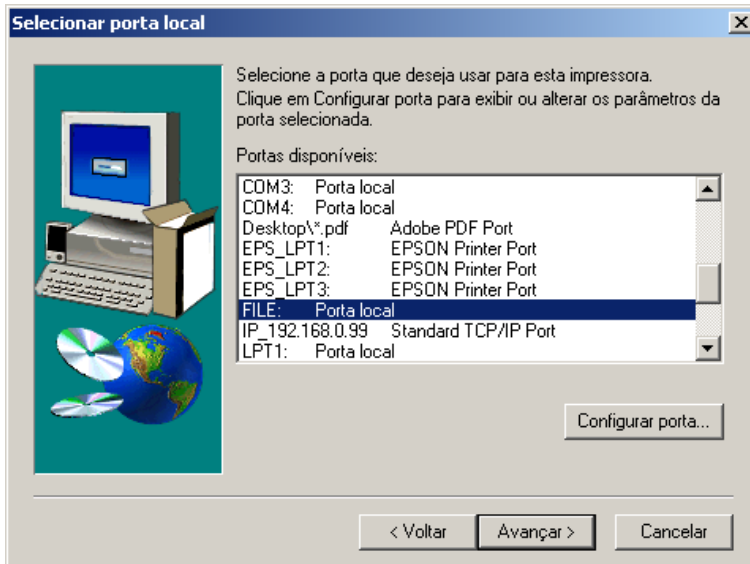 Selecionar porta local
Selecione a porta que deseja usar para esta impressora.
Clique em Configurar porta para exibir ou alterar os parâmetros da
porta selecionada.
Portas disponíveis:
COM3: Porta local
COM4: Porta local
Desktop\*.pdf Adobe PDF Port
EPS_LPT1: EPSON Printer Port
EPS_LPT2: EPSON Printer Port
EPS_LPT3: EPSON Printer Port
FILE: Porta local
IP_192.168.0.99 Standard TCP/IP Port
LPT1: Porta local
Configurar porta...
< Voltar Avançar > Cancelar